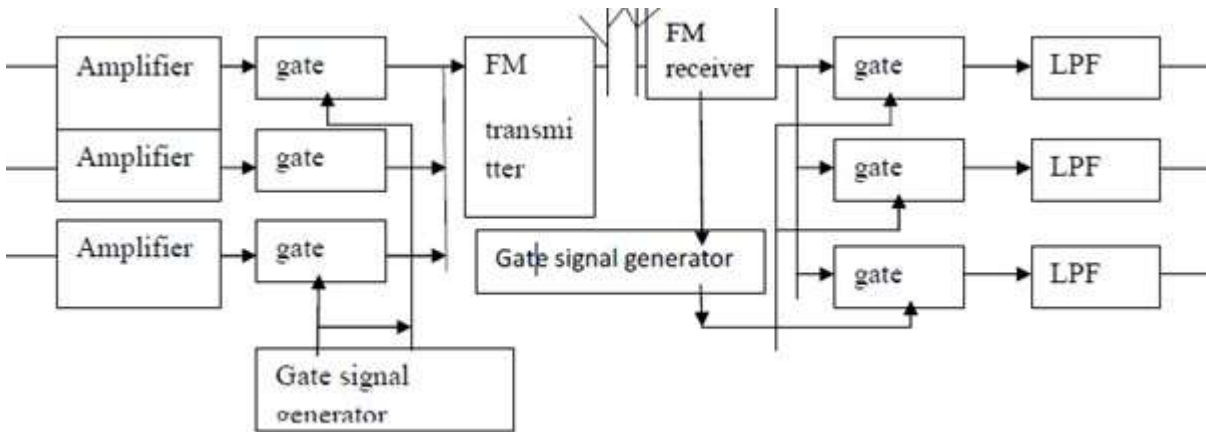 Amplifier
gate
FM
transmi
tter
FM
receiver
gate
LPF
Amplifier
gate
gate
LPF
Amplifier
gate
Gate signal generator
gate
LPF
Gate signal
generator